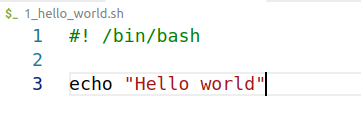 $_ 1_hello_world.sh
1 #! /bin/bash
2
3 echo "Hello world"